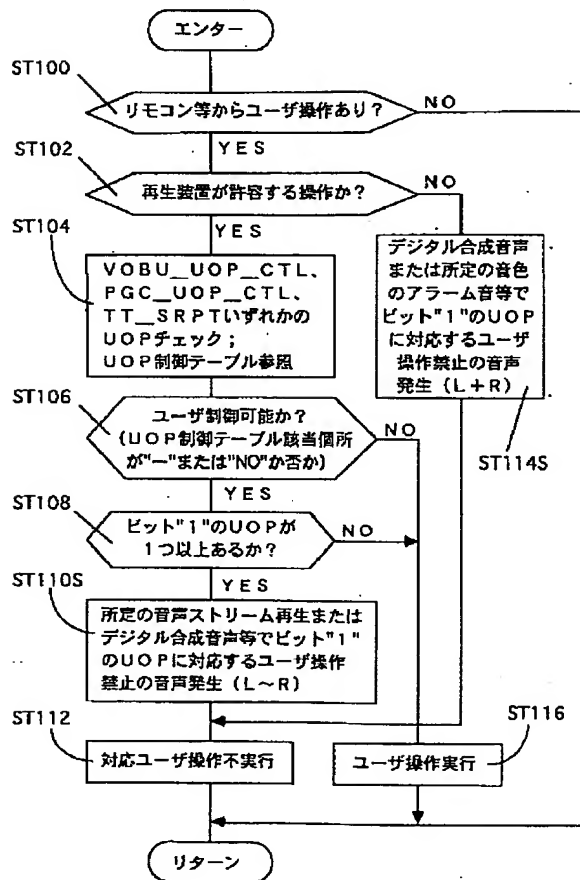 エンター
ST100
リモコン等からユーザ操作あり?
NO
YES
ST102
再生装置が許容する操作か?
NO
YES
ST104
VOBU_UOP_CTL、
PGC_UOP_CTL、
TT_SRPTいずれかの
UOPチェック;
UOP制御テーブル参照
デジタル合成音声
または所定の音色
のアラーム音等で
ビット"1"のUOP
に対応するユーザ
操作禁止の音声
発生(L+R)
ST114S
ST106
ユーザ制御可能か?
(UOP制御テーブル該当個所
が"ー"または"NO"か否か)
NO
YES
ST108
ビット"1"のUOPが
1つ以上あるか?
NO
YES
ST110S
所定の音声ストリーム再生または
デジタル合成音声等でビット"1"
のUOPに対応するユーザ操作
禁止の音声発生(L~R)
ST112
対応ユーザ操作不実行
ST116
ユーザ操作実行
リターン